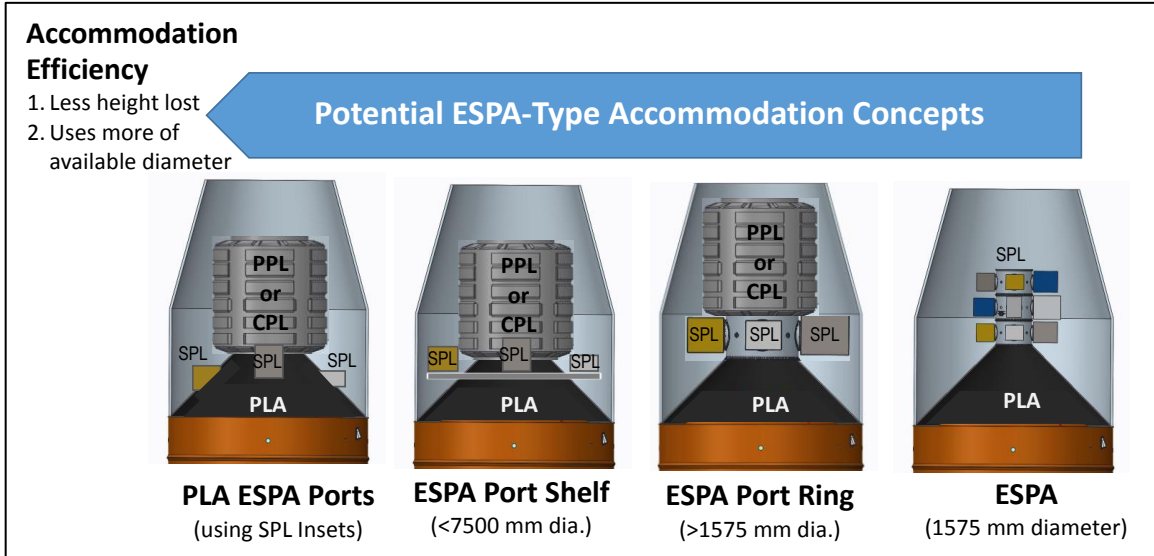 Accommodation
Efficiency
1. Less height lost
2. Uses more of
available diameter
Potential ESPA-Type Accommodation Concepts
PPL
or
CPL
SPL
SPL
SPL
PLA
PLA ESPA Ports
(using SPL Insets)
PPL
or
CPL
SPL
SPL
SPL
PLA
ESPA Port Shelf
(<7500 mm dia.)
PPL
or
CPL
SPL
SPL
SPL
PLA
ESPA Port Ring
(>1575 mm dia.)
SPL
PLA
ESPA
(1575 mm diameter)